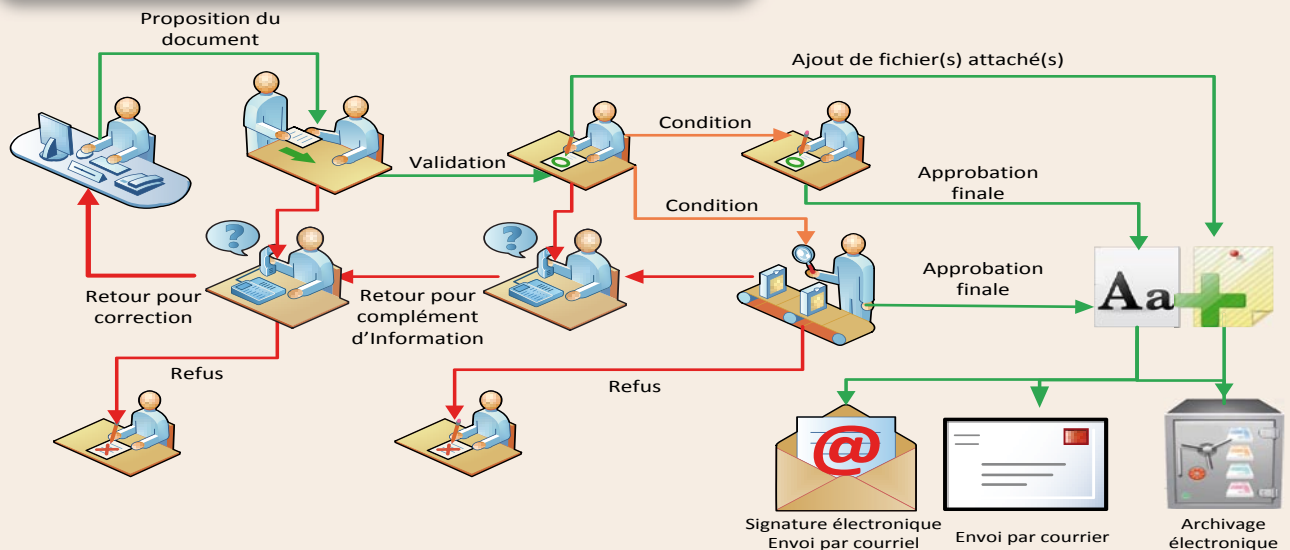 Proposition du
document
Ajout de fichier(s) attaché(s)
Condition
Validation
Approbation
finale
Condition
?
?
Approbation
finale
Retour pour
correction
Retour pour
complément
d'Information
Aa
Refus
Refus
@
Signature électronique
Envoi par courriel
Envoi par courrier
Archivage
électronique